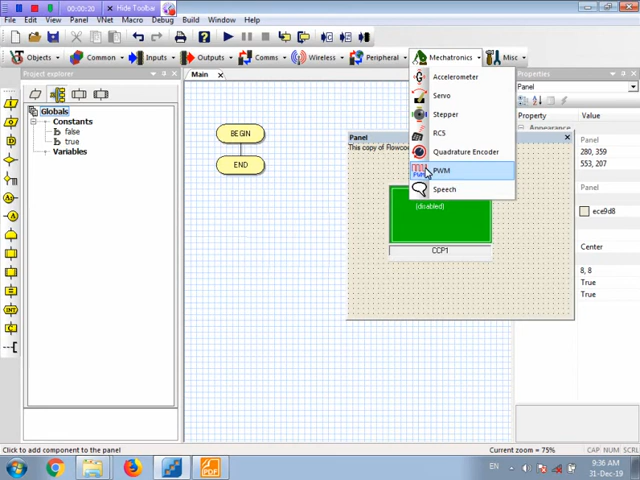 00:00:20 Hide Toolbar
File Edit View Panel VNet Macro Debug Build Window Help
Objects Common Inputs Outputs Comms Wireless Peripheral Mechatronics Misc
Project explorer
Globals
Constants
false
true
Variables
Main
BEGIN
END
Panel
This copy of Flowcod
(disabled)
CCP1
Accelerometer
Servo
Stepper
RC5
Quadrature Encoder
PWM
Speech
Properties
Panel
Property Value
Appearance
Panel
280, 359
553, 207
ece9d8
Center
8, 8
True
True
Click to add component to the panel
Current zoom = 75%
CAP NUM SCR
EN
9:36 AM
31-Dec-19